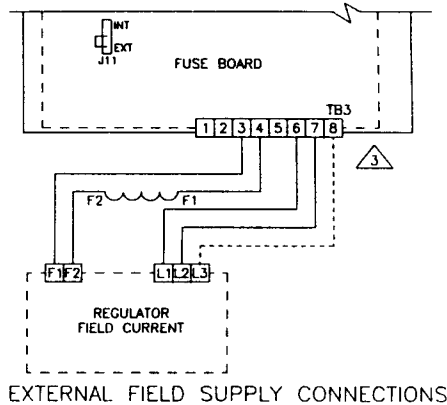 INT
EXT
J11
FUSE BOARD
TB3
1 2 3 4 5 6 7 8
3
F2 F1
F1 F2 L1 L2 L3
REGULATOR
FIELD CURRENT
EXTERNAL FIELD SUPPLY CONNECTIONS